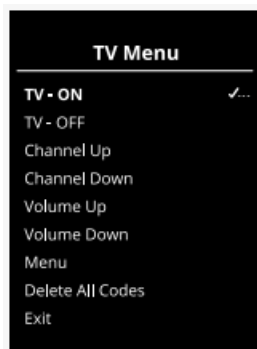 TV Menu
TV - ON ✓...
TV - OFF
Channel Up
Channel Down
Volume Up
Volume Down
Menu
Delete All Codes
Exit